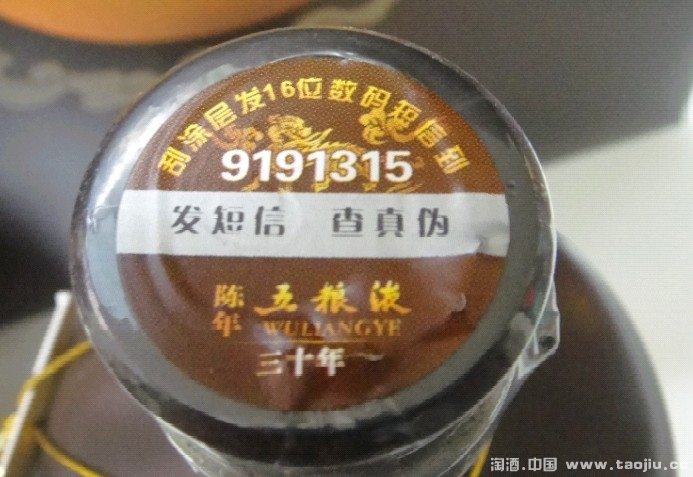 刮涂层发16位数码短信到
9191315
发短信 查真伪
陈年 五粮液
WULIANGYE
三十年
淘酒.中国 www.taojiu.cc